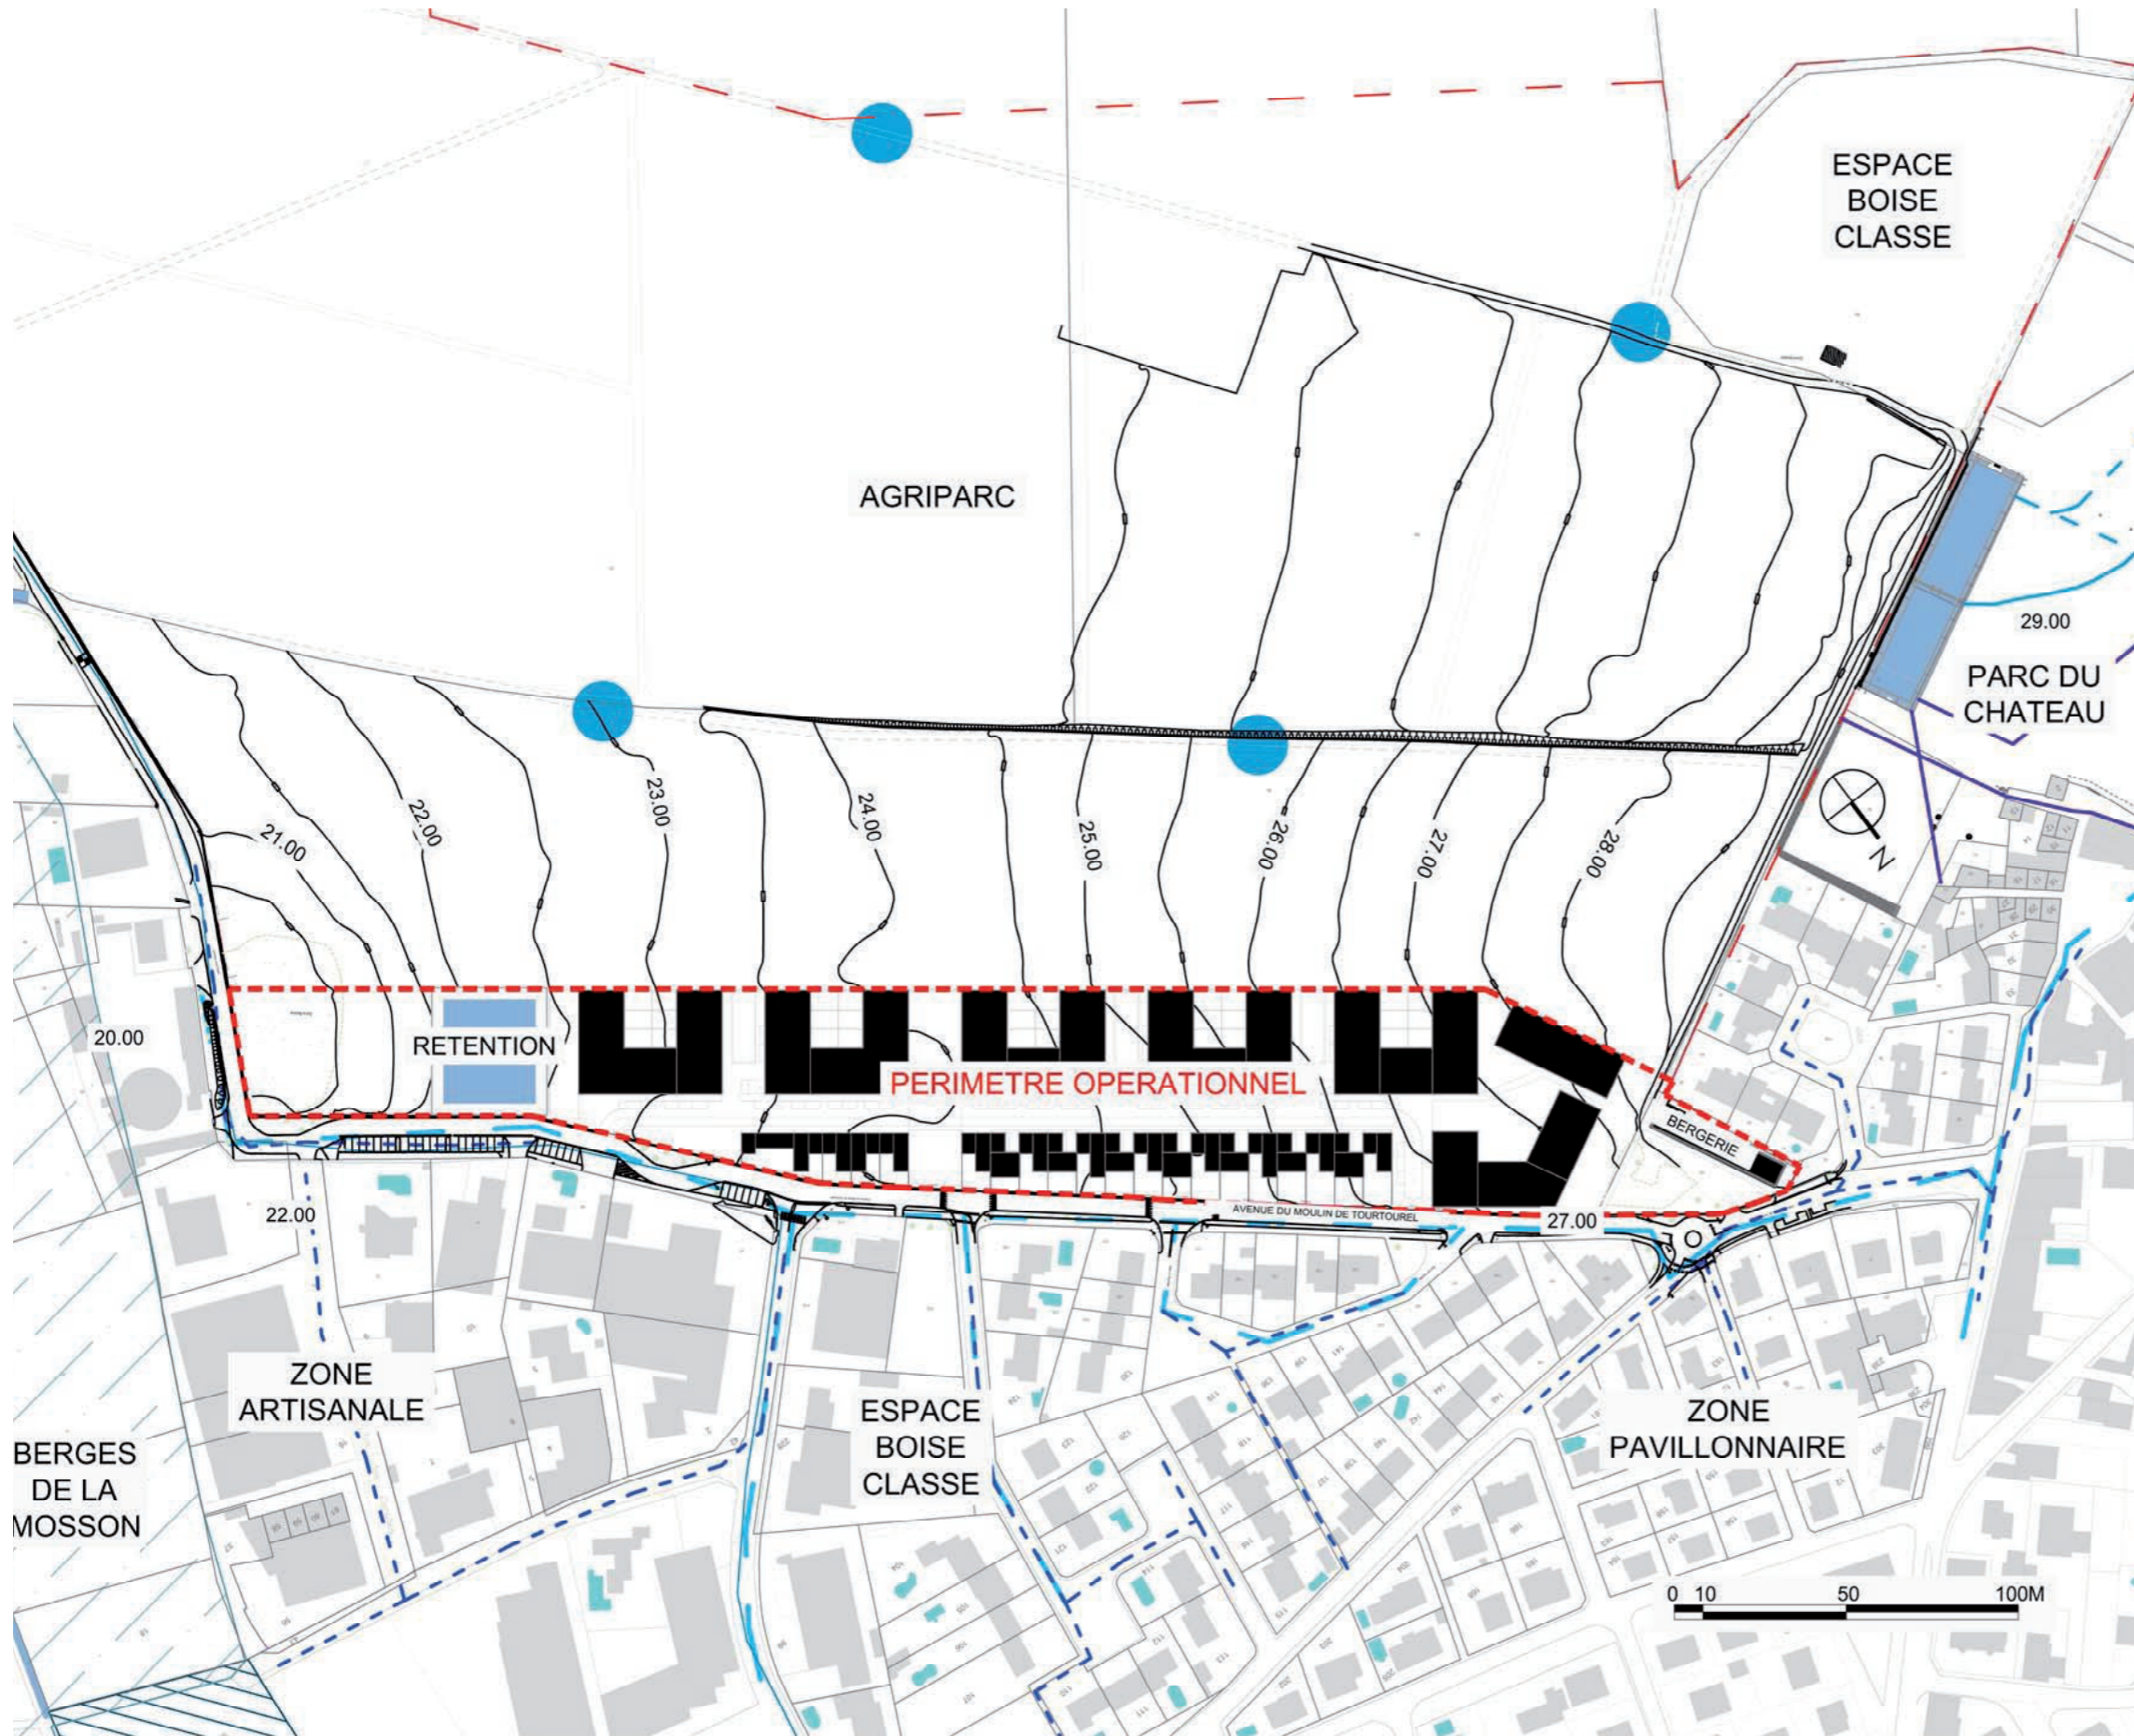 ESPACE
BOISE
CLASSE
AGRIPARC
29.00
PARC DU
CHATEAU
21.00
22.00
23.00
24.00
25.00
26.00
27.00
28.00
N
20.00
RETENTION
PERIMETRE OPERATIONNEL
BERGERIE
AVENUE DU MOULIN DE TOURTOUREL
27.00
22.00
ZONE
ARTISANALE
ESPACE
BOISE
CLASSE
ZONE
PAVILLONNAIRE
BERGES
DE LA
MOSSON
0 10 50 100M